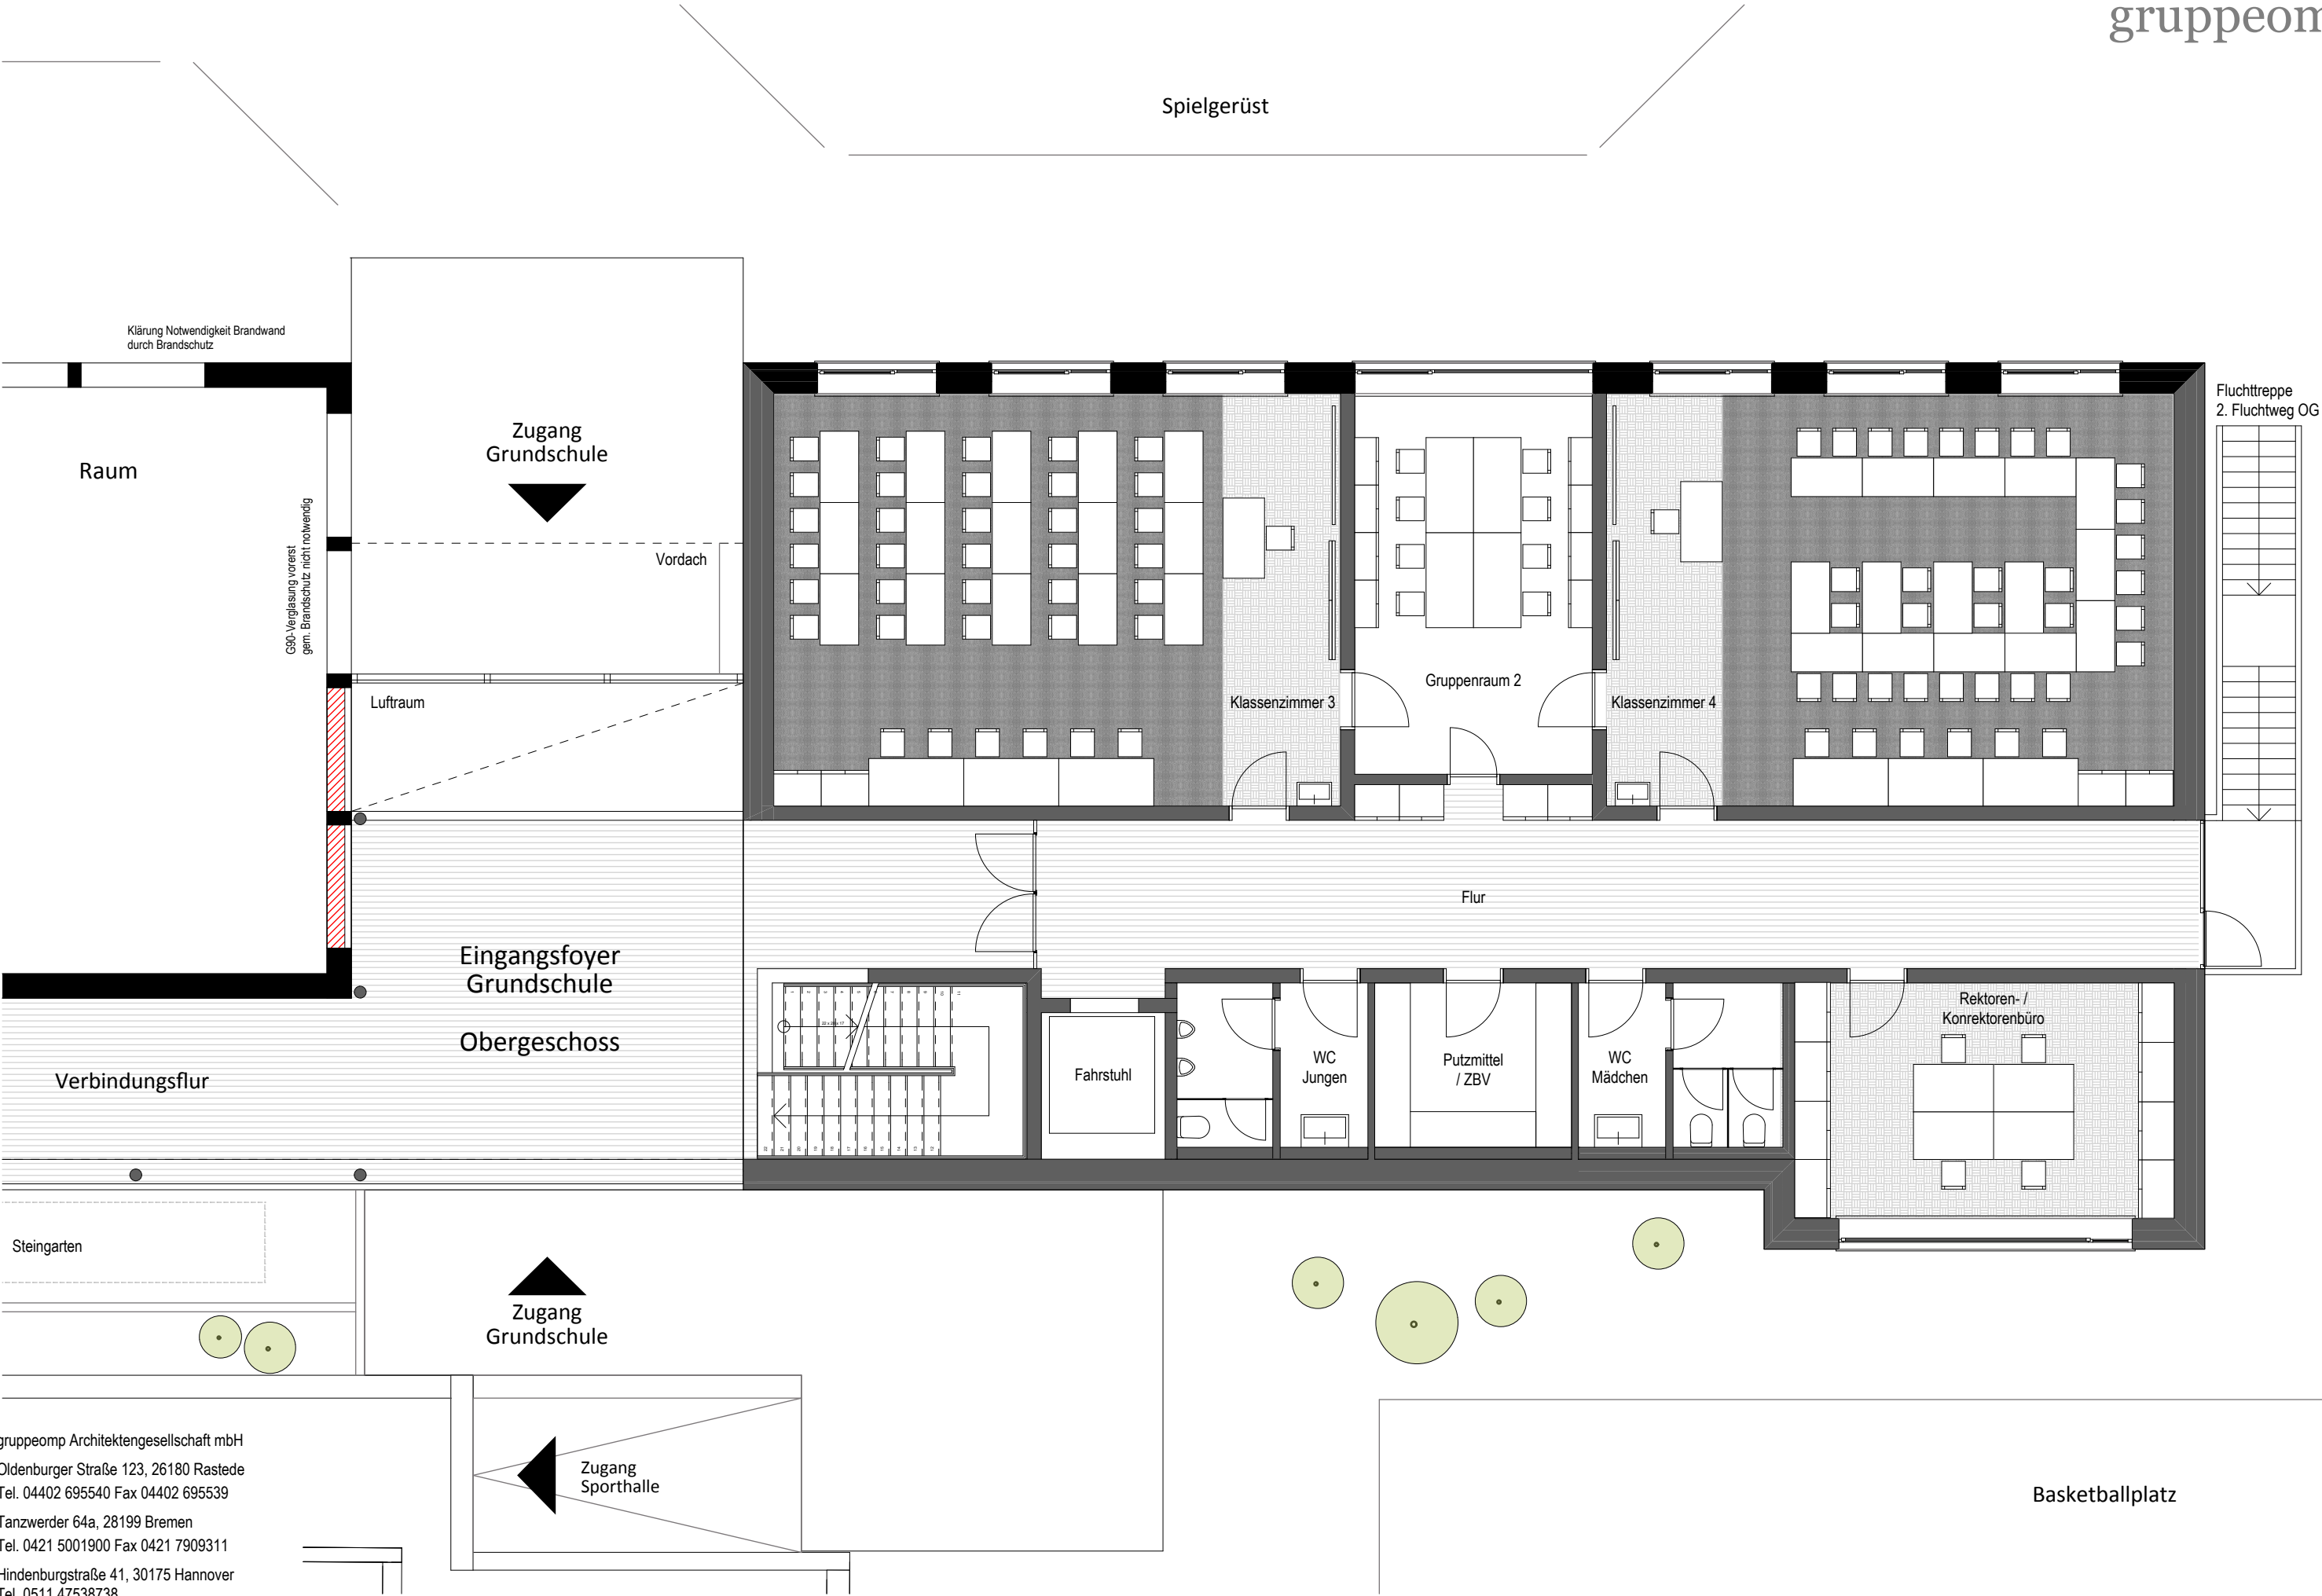 gruppeom
Spielgerüst
Klärung Notwendigkeit Brandwand
durch Brandschutz
Fluchttreppe
2. Fluchtweg OG
Zugang
Grundschule
Raum
G90-Verglasung vorerst
gem. Brandschutz nicht notwendig
Vordach
Luftraum
Klassenzimmer 3
Gruppenraum 2
Klassenzimmer 4
Flur
Eingangsfoyer
Grundschule
Obergeschoss
Verbindungsflur
Fahrstuhl
WC
Jungen
Putzmittel
/ ZBV
WC
Mädchen
Rektoren- /
Konrektorenbüro
Steingarten
Zugang
Grundschule
Zugang
Sporthalle
Basketballplatz
gruppeomp Architektengesellschaft mbH
Oldenburger Straße 123, 26180 Rastede
Tel. 04402 695540 Fax 04402 695539
Tanzwerder 64a, 28199 Bremen
Tel. 0421 5001900 Fax 0421 7909311
Hindenburgstraße 41, 30175 Hannover
Tel. 0511 47538738